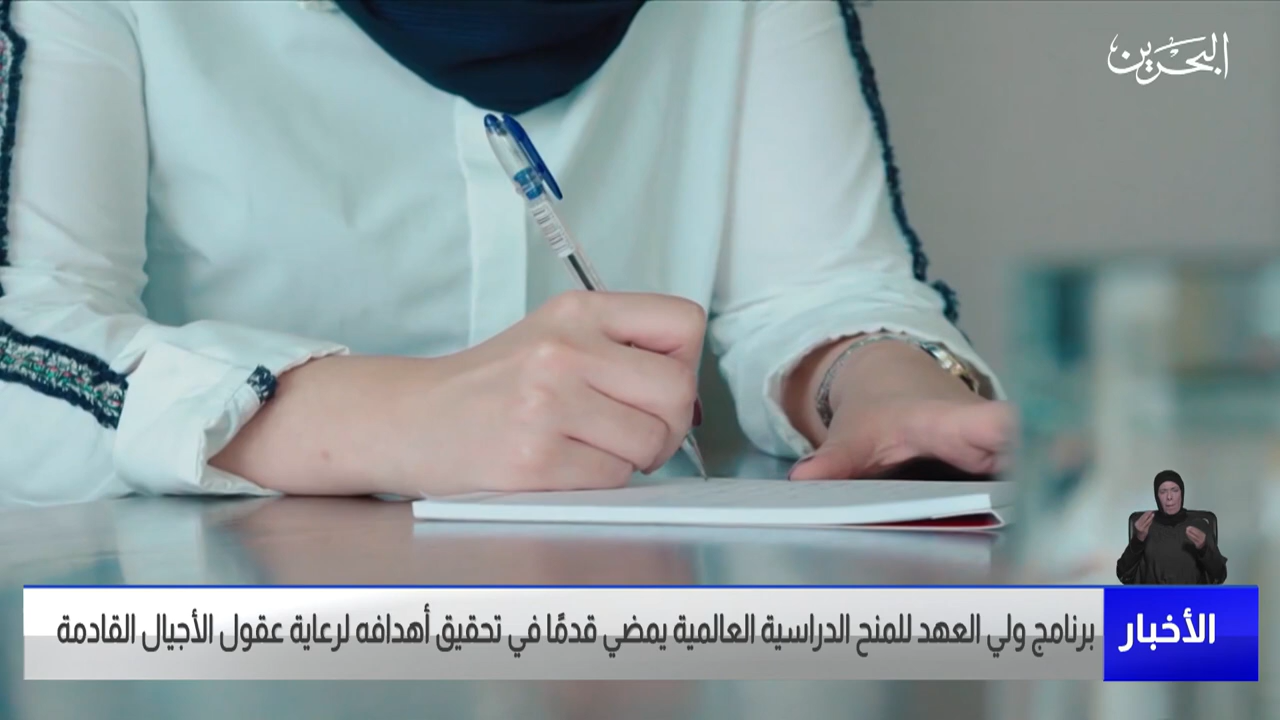 البحرين
برنامج ولي العهد للمنح الدراسية العالمية يمضي قدمًا في تحقيق أهدافه لرعاية عقول الأجيال القادمة
الأخبار